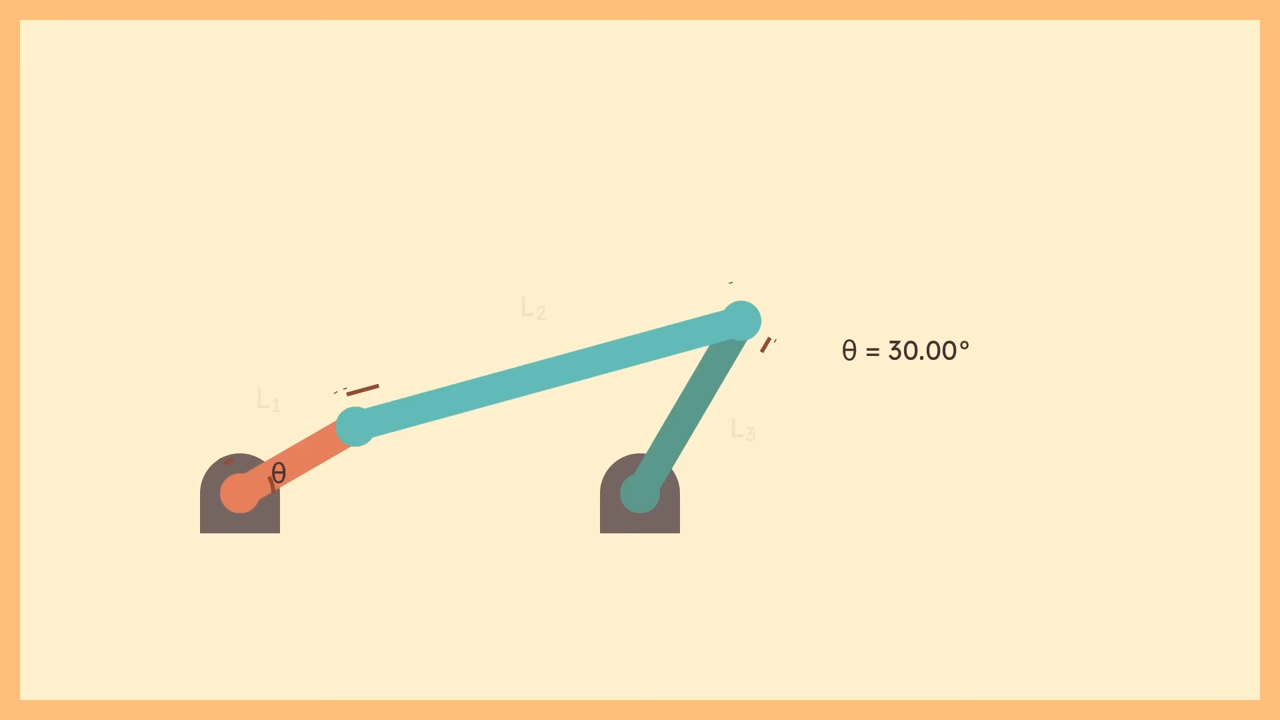 L₂
θ = 30.00°
L₁
L₃
θ